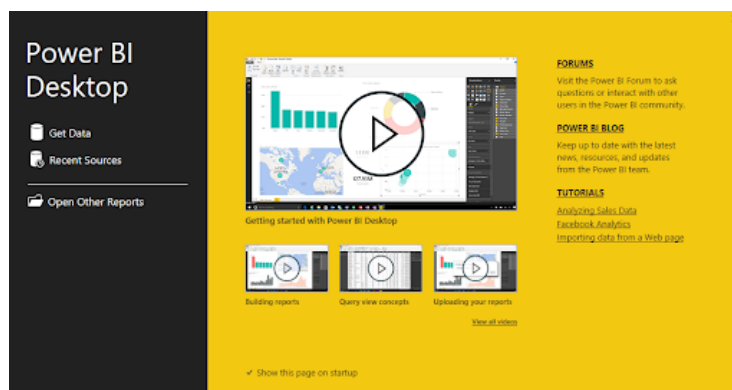 Power BI
Desktop
Get Data
Recent Sources
Open Other Reports
Getting started with Power BI Desktop
Building reports
Query view concepts
Uploading your reports
View all videos
Show this page on startup
FORUMS
Visit the Power BI Forum to ask
questions or interact with other
users in the Power BI community.
POWER BI BLOG
Keep up to date with the latest
news, resources, and updates
from the Power BI team.
TUTORIALS
Analyzing Sales Data
Facebook Analytics
Importing data from a Web page